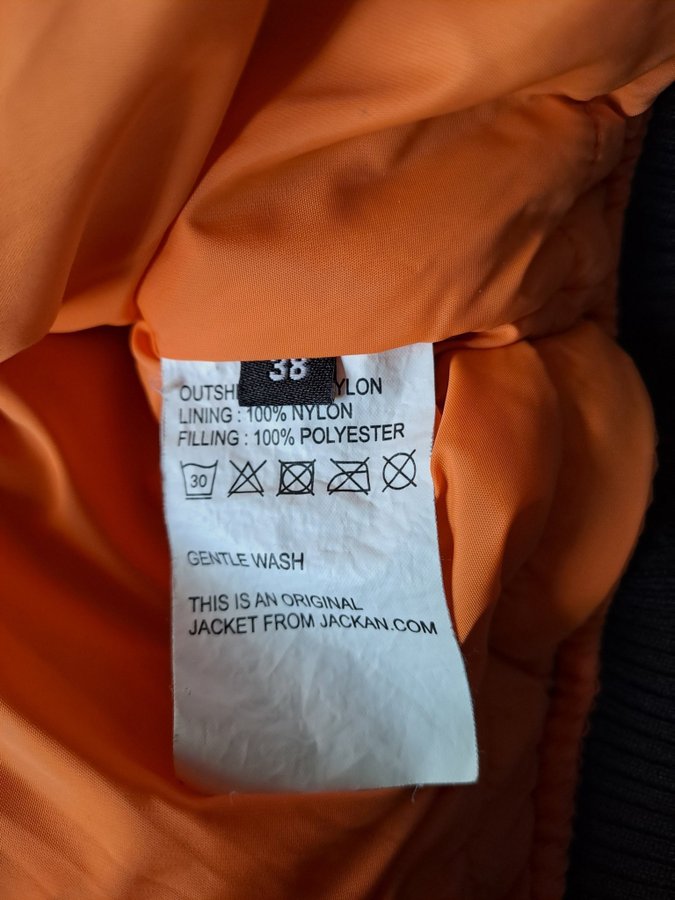 38
OUTSH YLON
LINING : 100% NYLON
FILLING : 100% POLYESTER
30
GENTLE WASH
THIS IS AN ORIGINAL
JACKET FROM JACKAN.COM